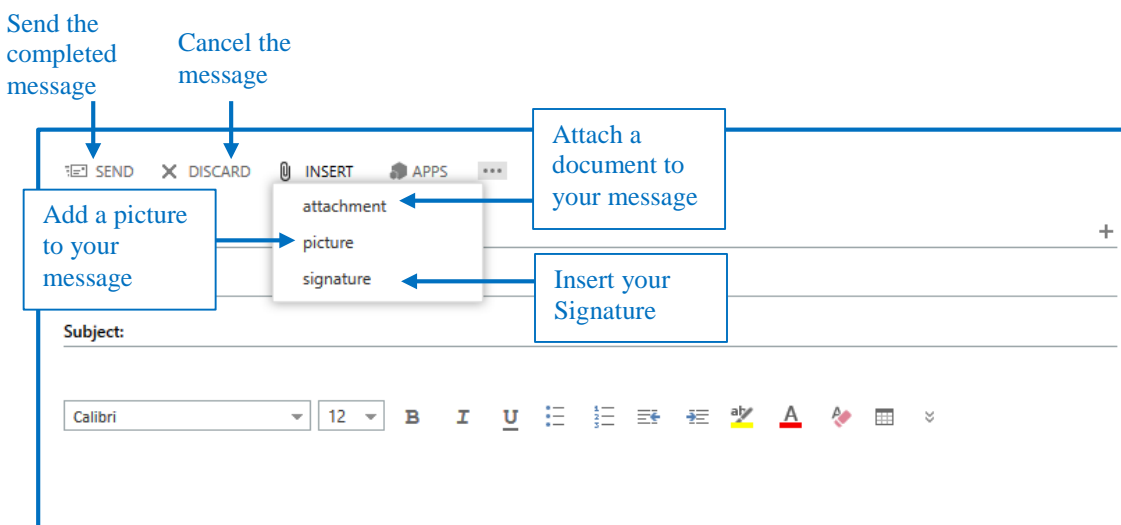 Send the
completed
message
Cancel the
message
SEND DISCARD INSERT APPS ...
Attach a
document to
your message
Add a picture
to your
message
attachment
picture
signature
+
Insert your
Signature
Subject:
Calibri 12 B I U